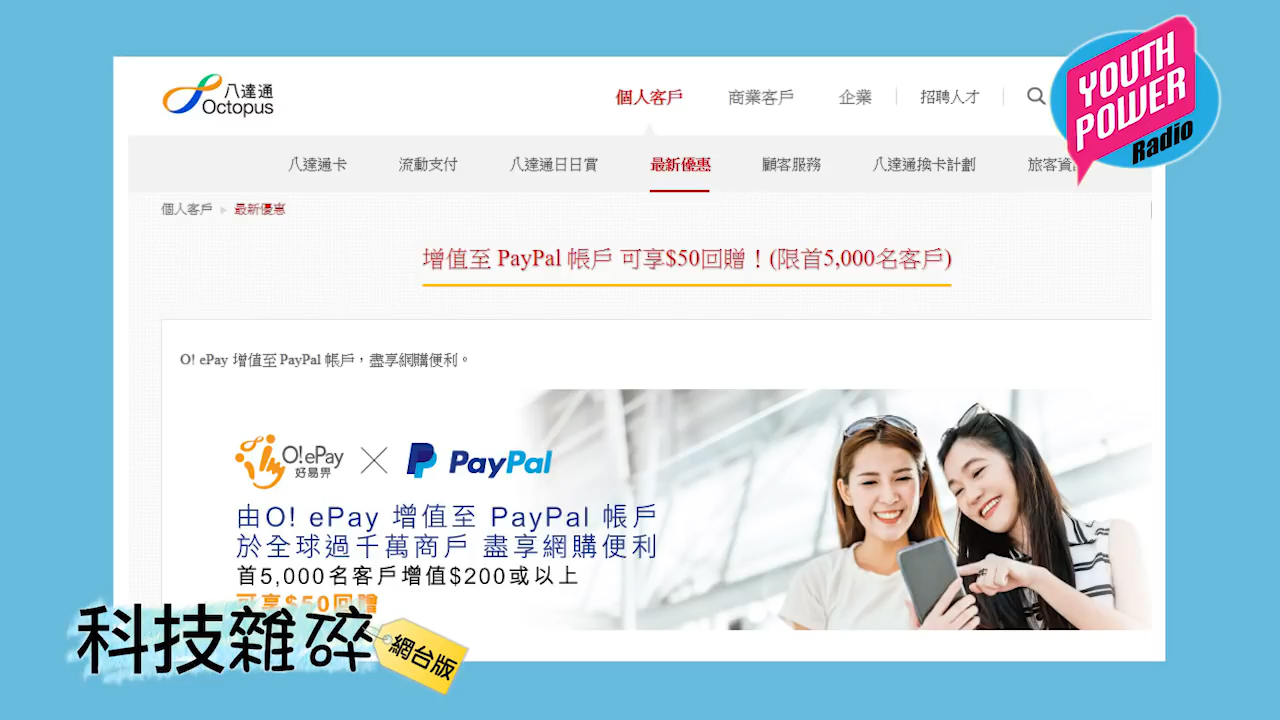 八達通
Octopus
個人客戶
商業客戶
企業
招聘人才
YOUTH
POWER
Radio
八達通卡
流動支付
八達通日日賞
最新優惠
顧客服務
八達通換卡計劃
旅客資
個人客戶 最新優惠
增值至 PayPal 帳戶 可享$50回贈！(限首5,000名客戶)
O! ePay 增值至 PayPal 帳戶，盡享網購便利。
O! ePay
好易畀
PayPal
由O! ePay 增值至 PayPal 帳戶
於全球過千萬商戶 盡享網購便利
首5,000名客戶增值$200或以上
可享$50回贈
科技雜碎
網台版